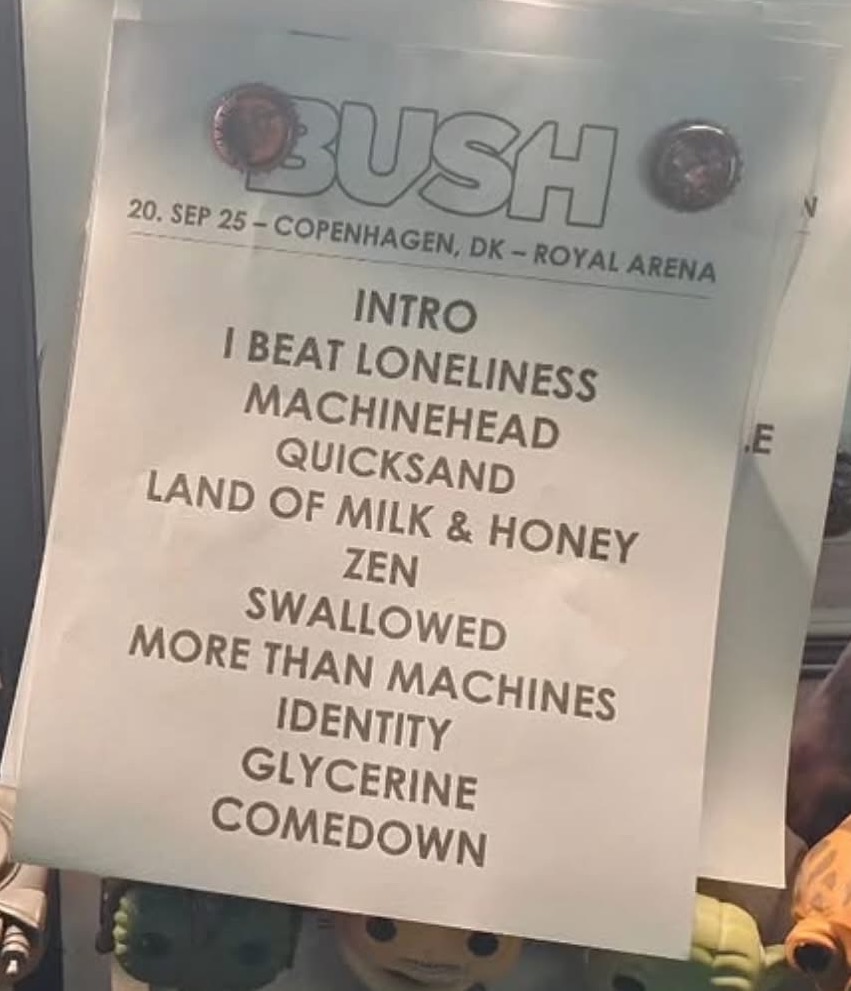 BUSH
20. SEP 25 – COPENHAGEN, DK – ROYAL ARENA
INTRO
I BEAT LONELINESS
MACHINEHEAD
QUICKSAND
LAND OF MILK & HONEY
ZEN
SWALLOWED
MORE THAN MACHINES
IDENTITY
GLYCERINE
COMEDOWN
N
.E